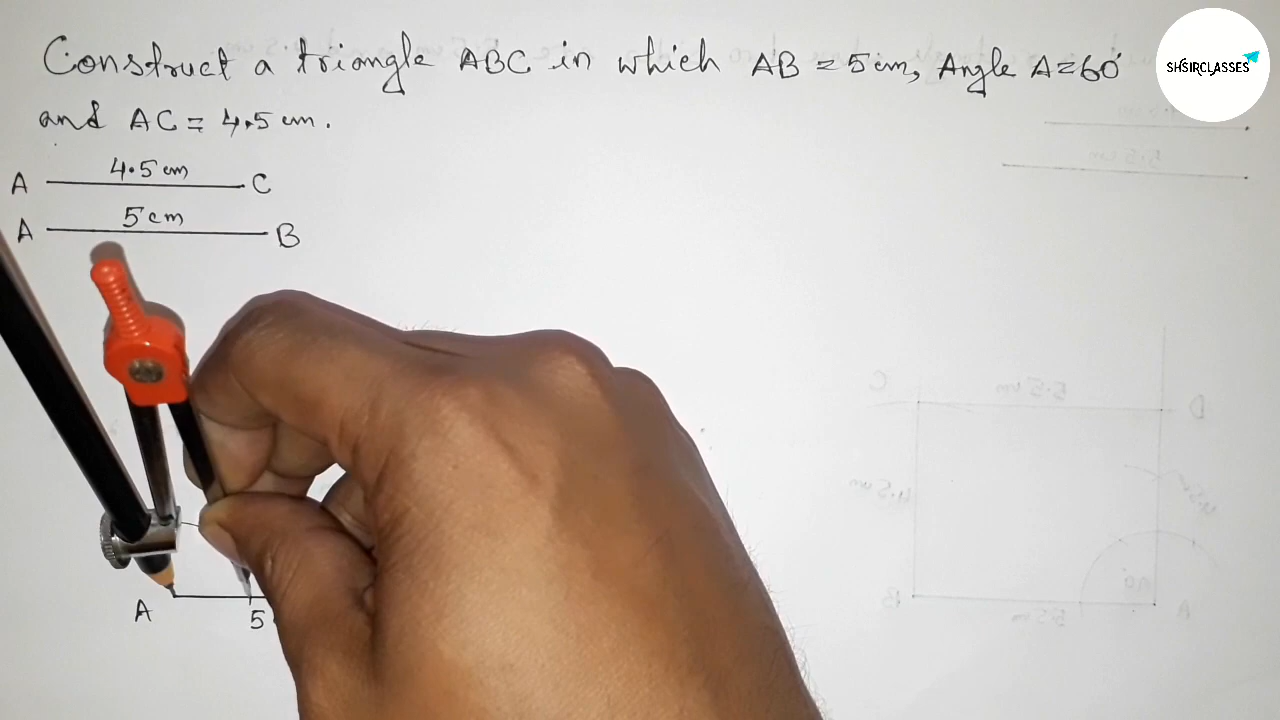 Construct a triangle ABC in which AB = 5cm, Angle A=60°
and AC = 4.5 cm.
SHSIRCLASSES
4.5 cm
A C
5 cm
A B
A
5